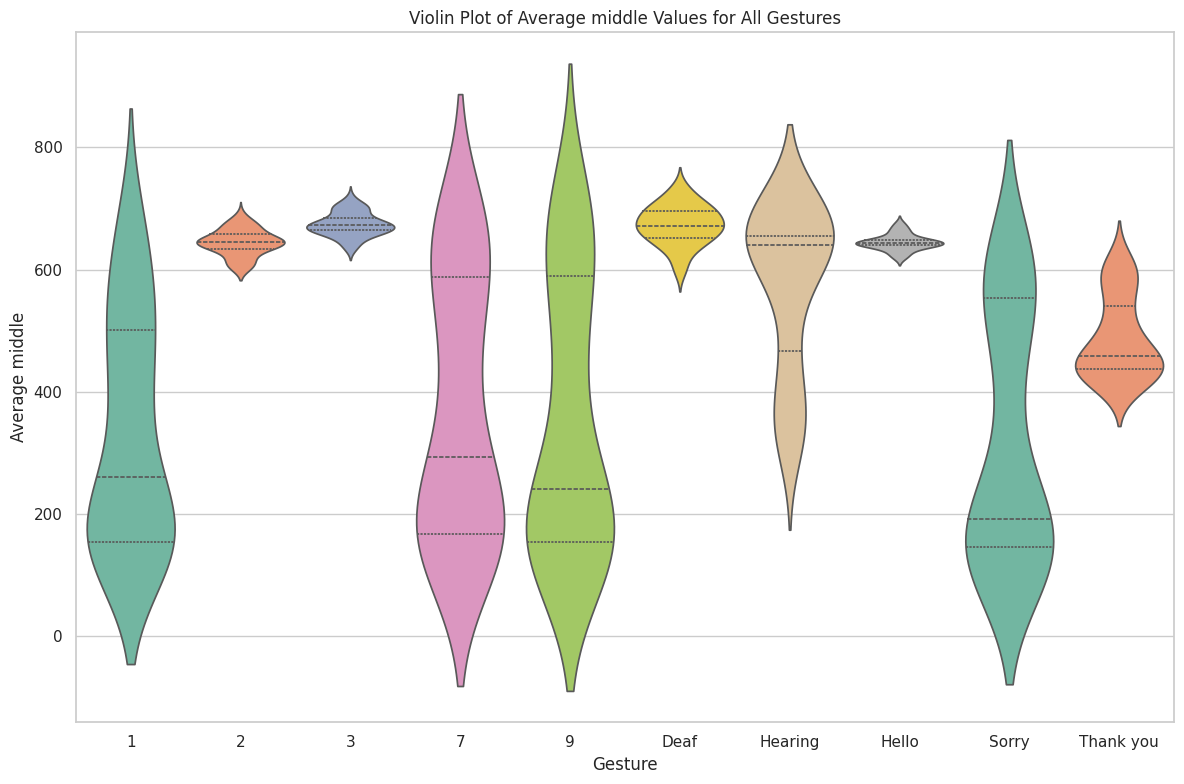 Violin Plot of Average middle Values for All Gestures
Average middle
800
600
400
200
0
1 2 3 7 9 Deaf Hearing Hello Sorry Thank you
Gesture